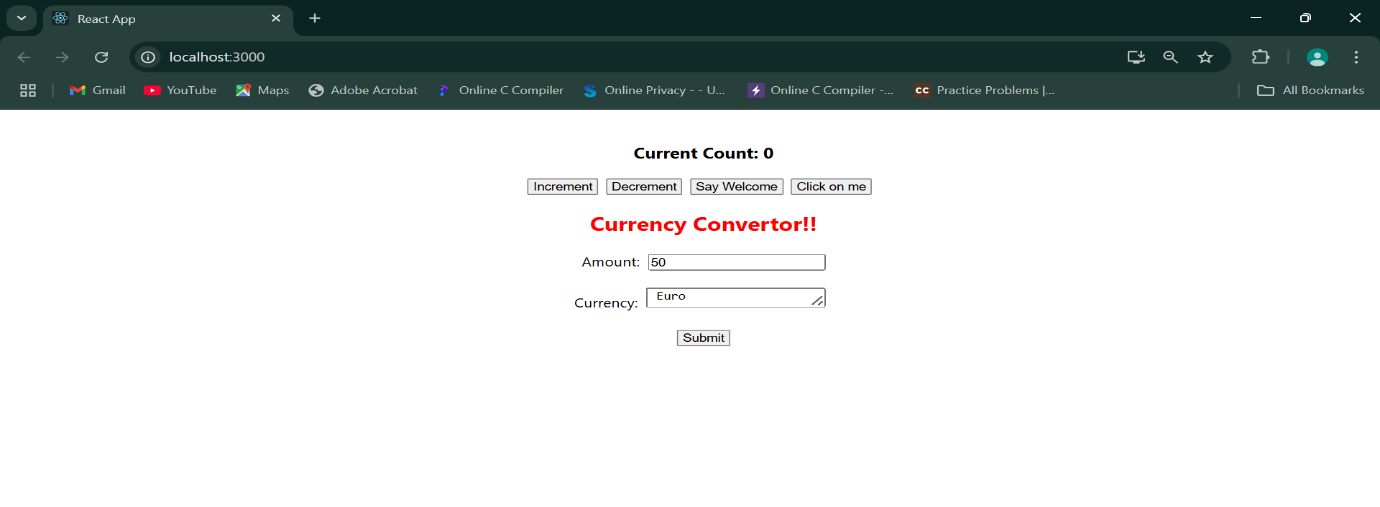 React App
localhost:3000
Gmail YouTube Maps Adobe Acrobat Online C Compiler Online Privacy - - U... Online C Compiler -... CC Practice Problems |... All Bookmarks
Current Count: 0
Increment Decrement Say Welcome Click on me
Currency Convertor!!
Amount: 50
Currency: Euro
Submit